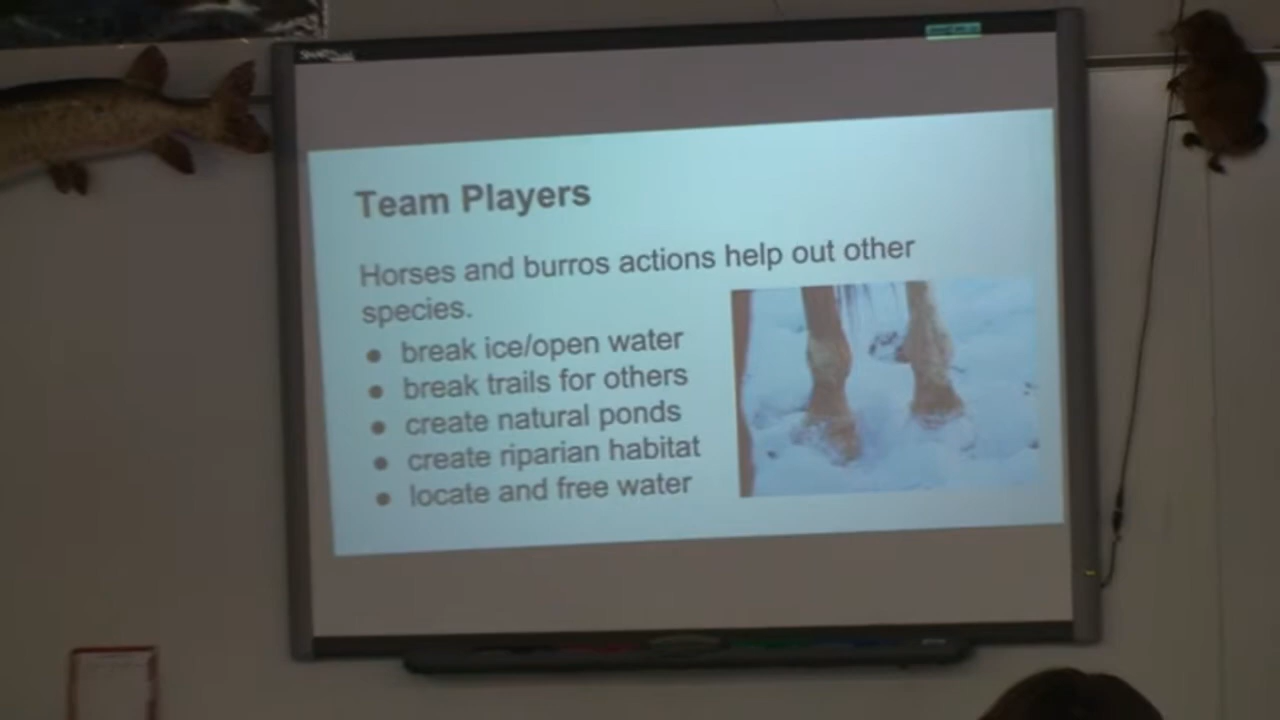 Team Players
Horses and burros actions help out other
species.
● break ice/open water
● break trails for others
● create natural ponds
● create riparian habitat
● locate and free water